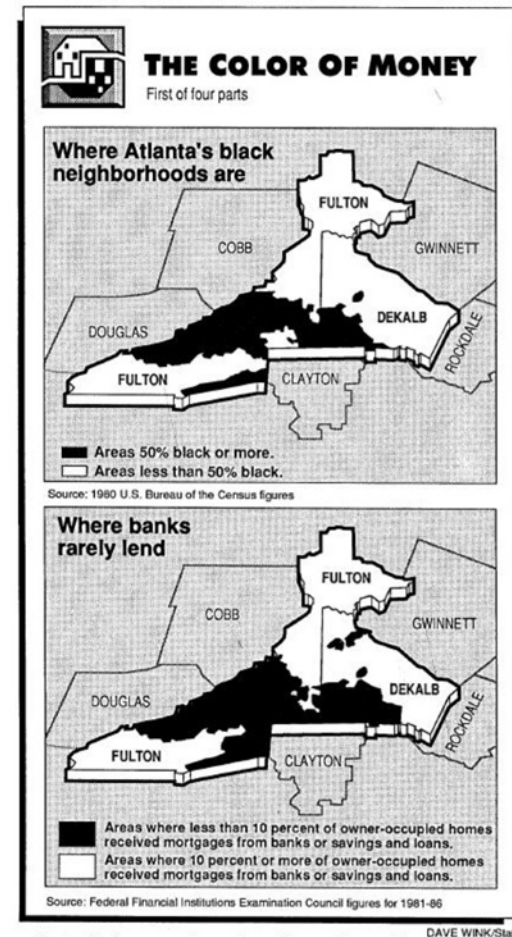 THE COLOR OF MONEY
First of four parts
Where Atlanta's black
neighborhoods are
FULTON
COBB
GWINNETT
DEKALB
DOUGLAS
ROCKDALE
FULTON
CLAYTON
Areas 50% black or more.
Areas less than 50% black.
Source: 1980 U.S. Bureau of the Census figures
Where banks
rarely lend
FULTON
COBB
GWINNETT
DEKALB
DOUGLAS
ROCKDALE
FULTON
CLAYTON
Areas where less than 10 percent of owner-occupied homes
received mortgages from banks or savings and loans.
Areas where 10 percent or more of owner-occupied homes
received mortgages from banks or savings and loans.
Source: Federal Financial Institutions Examination Council figures for 1981-86
DAVE WINK/Sta